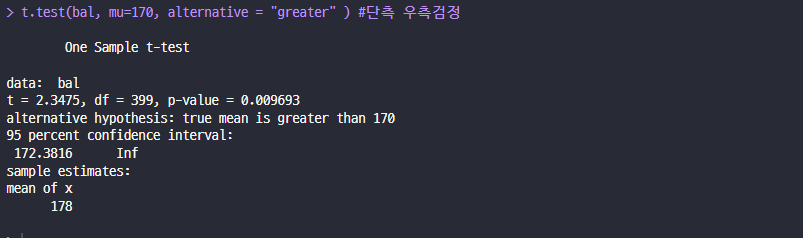 > t.test(bal, mu=170, alternative = "greater" ) #단측 우측검정
One Sample t-test
data:  bal
t = 2.3475, df = 399, p-value = 0.009693
alternative hypothesis: true mean is greater than 170
95 percent confidence interval:
172.3816      Inf
sample estimates:
mean of x
178
>